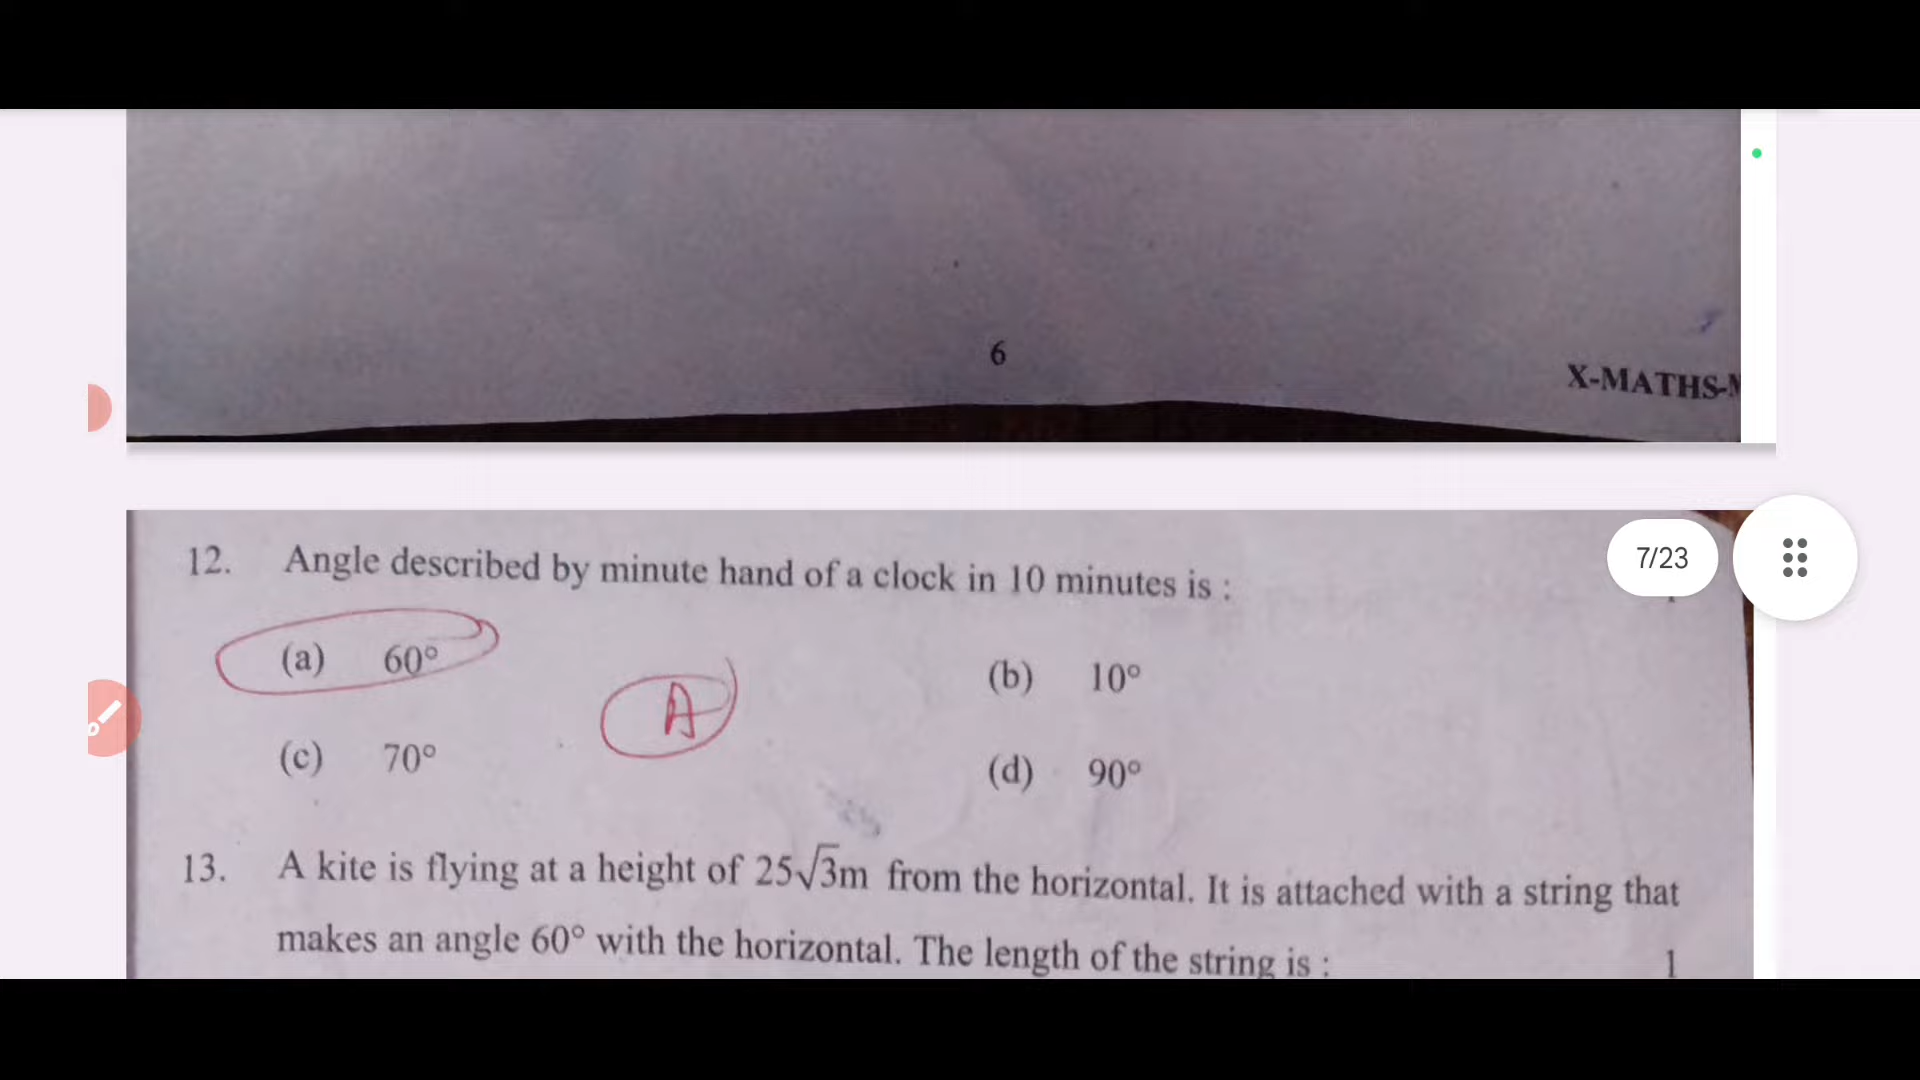 6
X-MATHS-
7/23
12. Angle described by minute hand of a clock in 10 minutes is :
(a) 60° (b) 10°
A
(c) 70° (d) 90°
13. A kite is flying at a height of 25√3m from the horizontal. It is attached with a string that
makes an angle 60° with the horizontal. The length of the string is : 1